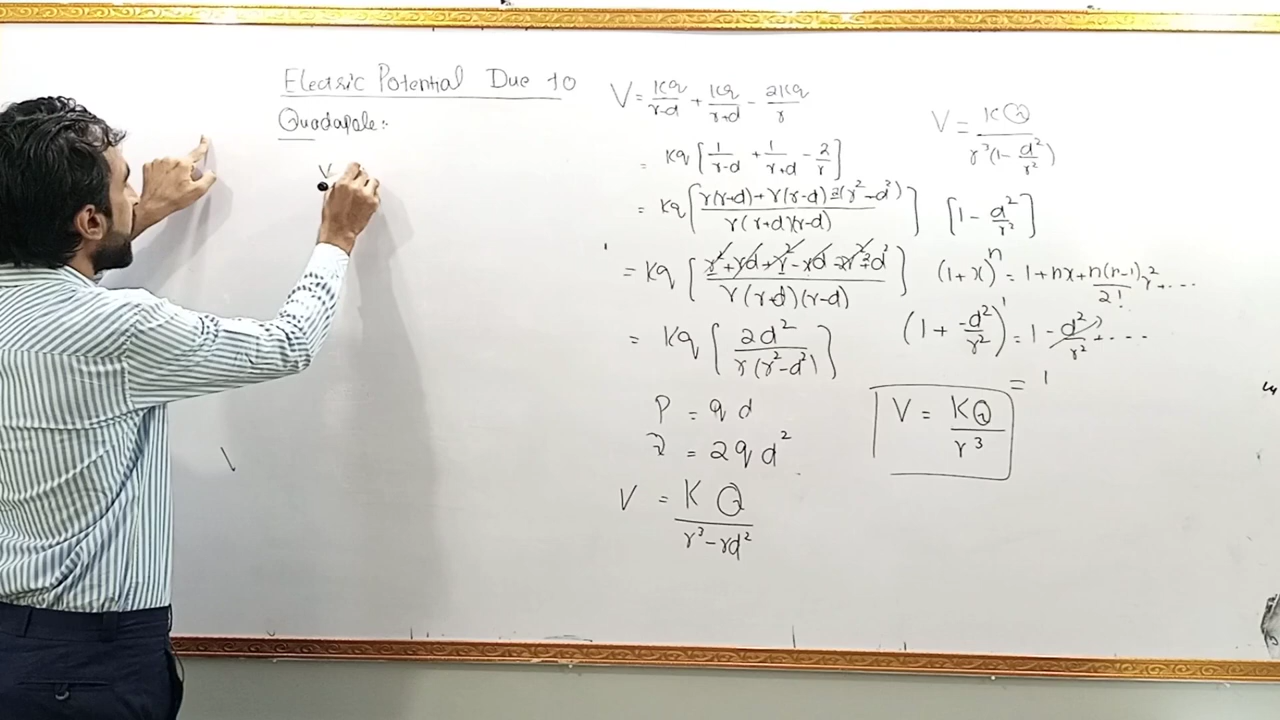 Electric Potential Due to
Quadapole:-
V
V = Kq/(r-d) + Kq/(r+d) - 2Kq/r
= Kq [1/(r-d) + 1/(r+d) - 2/r]
= Kq [(r(r+d) + r(r-d) - 2(r² - d²))/(r(r+d)(r-d))]
= Kq [(r² + rd + r² - rd - 2r² + 2d²)/(r(r+d)(r-d))]
= Kq [2d²/(r(r² - d²))]
P = qd
Q = 2qd²
V = KQ/(r³ - rd²)
V = KQ/(r³(1 - d²/r²))
[1 - d²/r²]
(1+x)ⁿ = 1 + nx + n(n-1)/2! x² + ....
(1 + -d²/r²)¹ = 1 - d²/r² + ....
= 1
V = KQ/r³